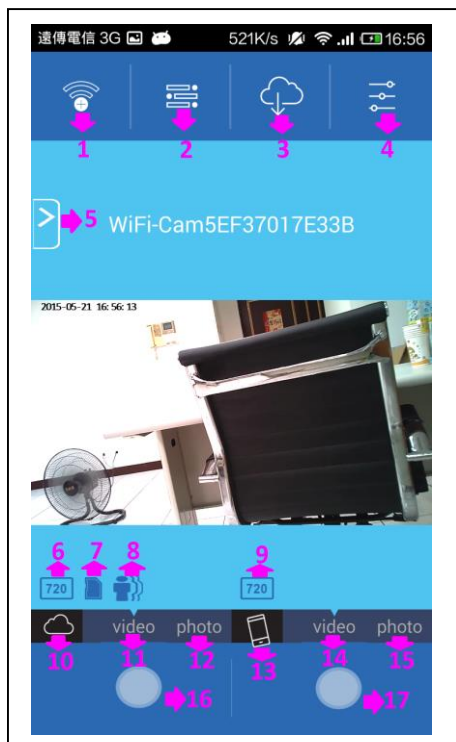 遠傳電信 3G 521K/s 16:56
1 2 3 4
5 WiFi-Cam5EF37017E33B
2015-05-21 16:56:13
6 7 8 9
720 720
video photo video photo
10 11 12 13 14 15
16 17